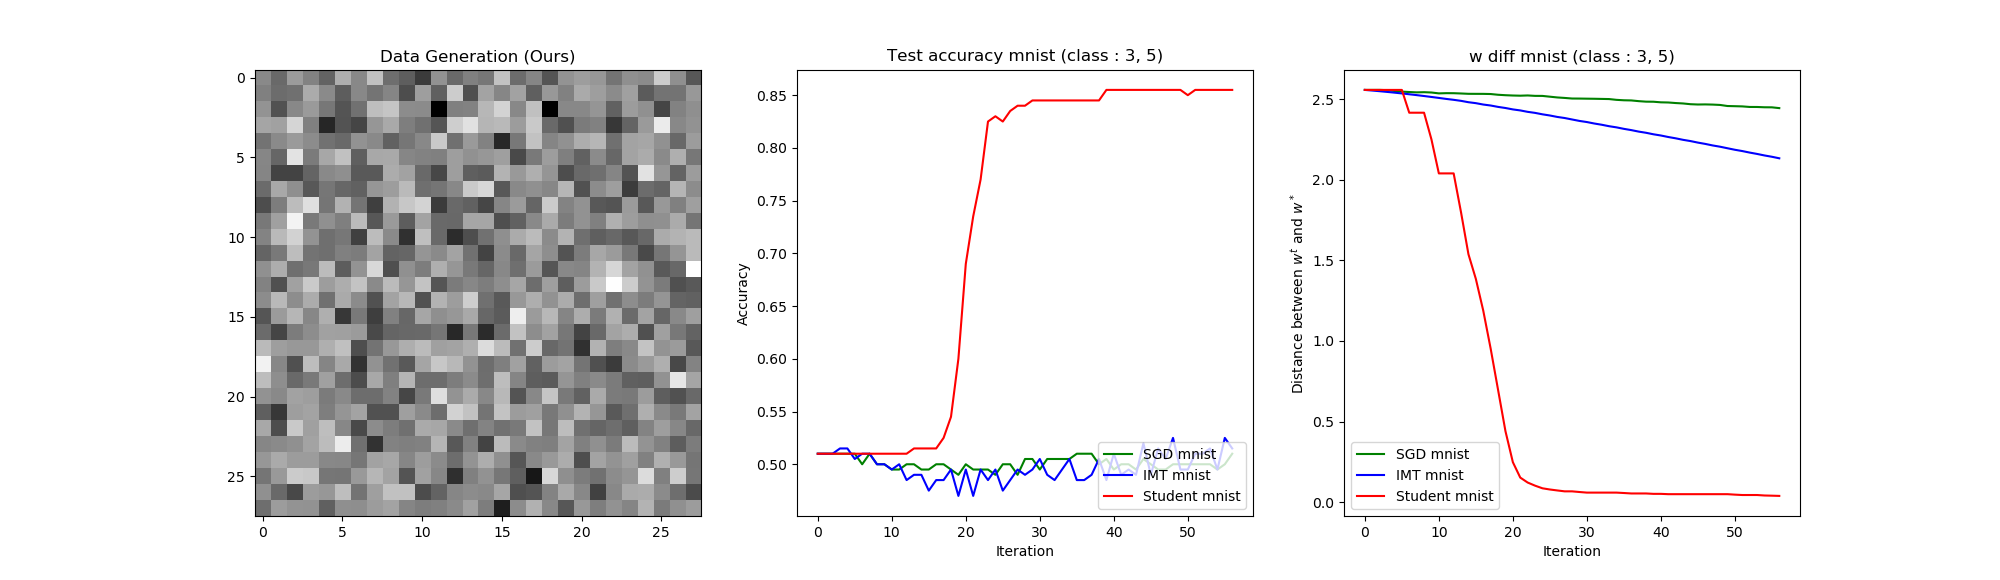 Data Generation (Ours)
0
5
10
15
20
25
0 5 10 15 20 25
Test accuracy mnist (class : 3, 5)
Accuracy
0.85
0.80
0.75
0.70
0.65
0.60
0.55
0.50
SGD mnist
IMT mnist
Student mnist
0 10 20 30 40 50
Iteration
w diff mnist (class : 3, 5)
Distance between w^t and w^*
2.5
2.0
1.5
1.0
0.5
0.0
SGD mnist
IMT mnist
Student mnist
0 10 20 30 40 50
Iteration